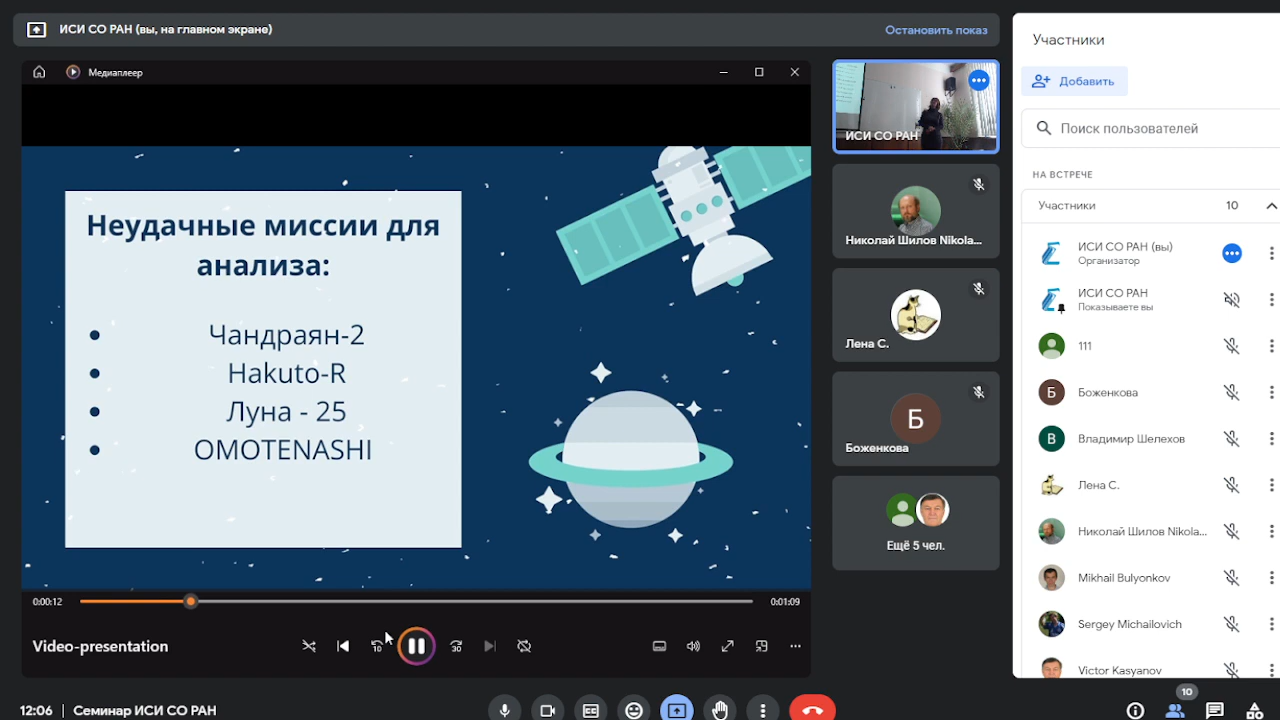 ИСИ СО РАН (вы, на главном экране)
Остановить показ
Медиаплеер
Неудачные миссии для
анализа:
• Чандраян-2
• Hakuto-R
• Луна - 25
• OMOTENASHI
0:00:12
0:01:09
Video-presentation
10
30
ИСИ СО РАН
Николай Шилов Nikola...
Лена С.
Б
Боженкова
Ещё 5 чел.
Участники
Добавить
Поиск пользователей
НА ВСТРЕЧЕ
Участники 10
ИСИ СО РАН (вы)
Организатор
ИСИ СО РАН
Показываете вы
111
Б Боженкова
В Владимир Шелехов
Лена С.
Николай Шилов Nikola...
Mikhail Bulyonkov
Sergey Michailovich
Victor Kasyanov
12:06 | Семинар ИСИ СО РАН
10